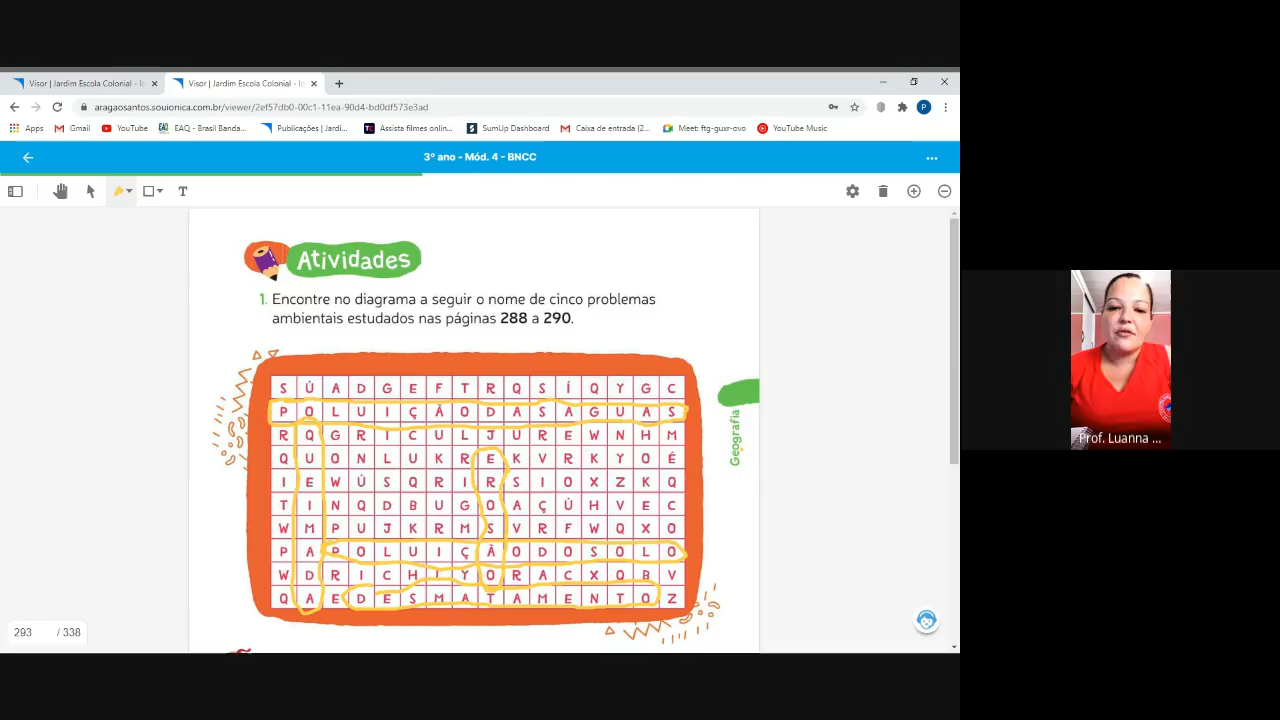 Visor | Jardim Escola Colonial - In
Visor | Jardim Escola Colonial - In
aragaosantos.souionica.com.br/viewer/2ef57db0-00c1-11ea-90d4-bd0df573e3ad
P
Apps
Gmail
YouTube
EAQ - Brasil Banda...
Publicações | Jardi...
Assista filmes onlin...
SumUp Dashboard
Caixa de entrada (2...
Meet: ftg-guxr-ovo
YouTube Music
3º ano - Mód. 4 - BNCC
T
Atividades
1. Encontre no diagrama a seguir o nome de cinco problemas
ambientais estudados nas páginas 288 a 290.
S Ú A D G E F T R Q S Í Q Y G C
P O L U I Ç Ã O D A S A G U A S
R Q G R I C U L J U R E W N H M
Q U O N L U K R E K V R K Y O É
I E W Ú S Q R I R S I O X Z K Q
T I N Q D B U G O A Ç Ú H V E C
W M P U J K R M S V R F W Q X O
P A P O L U I Ç Ã O D O S O L O
W D R I C H I Y O R A C X Q B V
Q A E D E S M A T A M E N T O Z
Geografia
293 / 338
Prof. Luanna ...